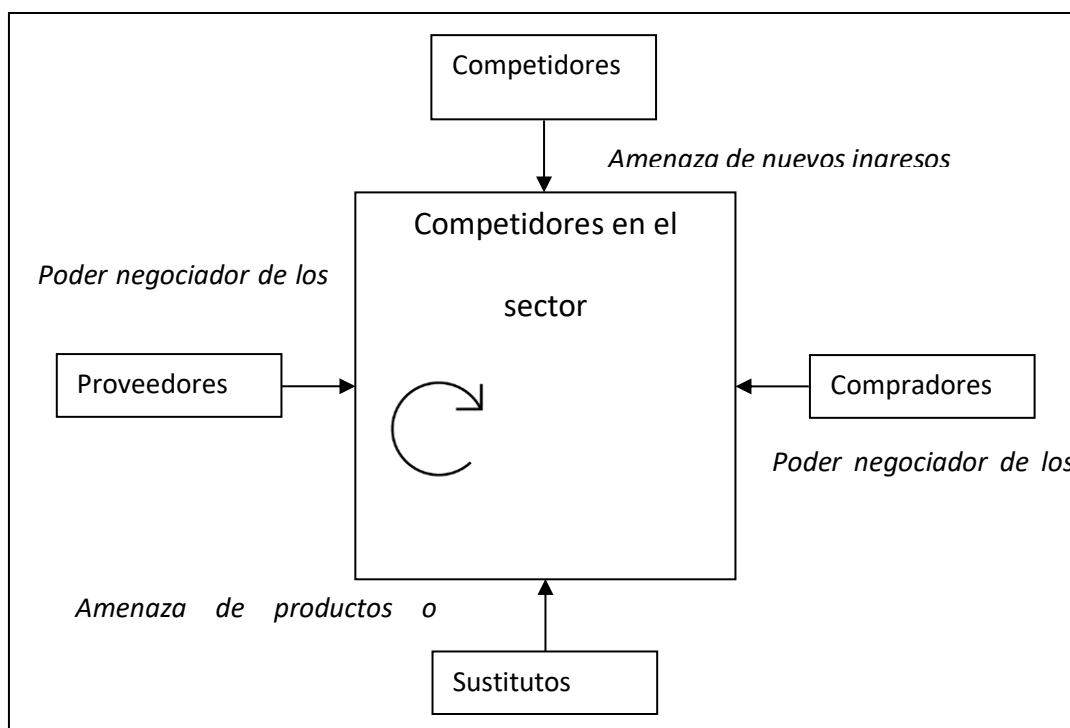 Competidores
Amenaza de nuevos ingresos
Competidores en el
sector
Poder negociador de los
Proveedores
Compradores
Poder negociador de los
Amenaza de productos o
Sustitutos